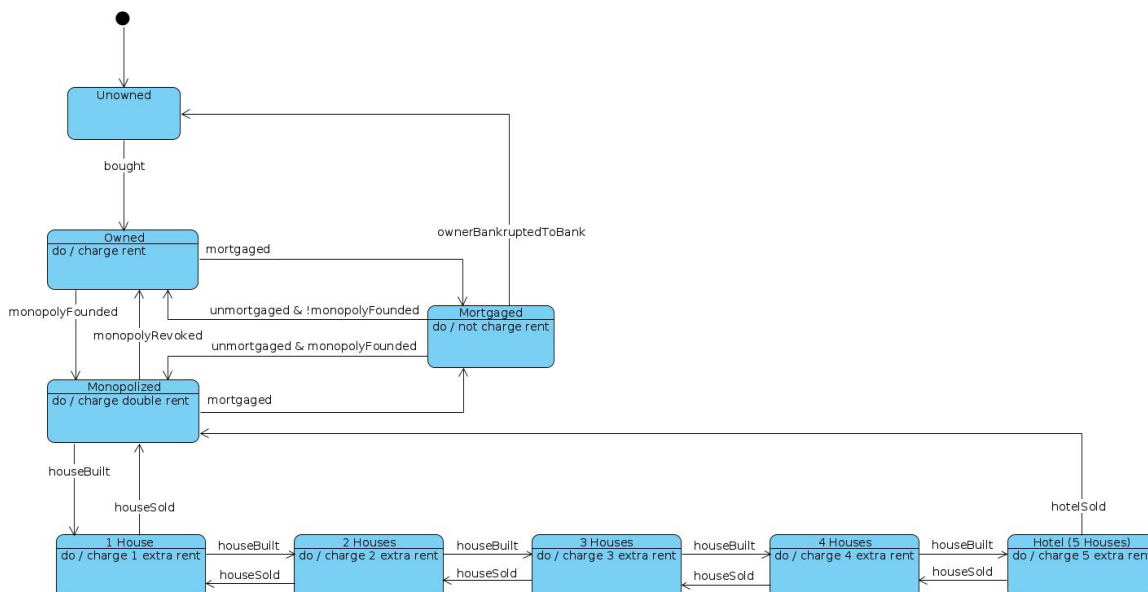 Unowned
bought
ownerBankruptedToBank
Owned
do / charge rent
mortgaged
monopolyFounded
monopolyRevoked
unmortgaged & !monopolyFounded
Mortgaged
do / not charge rent
unmortgaged & monopolyFounded
Monopolized
do / charge double rent
mortgaged
houseBuilt
houseSold
hotelSold
1 House
do / charge 1 extra rent
houseBuilt
houseSold
2 Houses
do / charge 2 extra rent
houseBuilt
houseSold
3 Houses
do / charge 3 extra rent
houseBuilt
houseSold
4 Houses
do / charge 4 extra rent
houseBuilt
houseSold
Hotel (5 Houses)
do / charge 5 extra rent